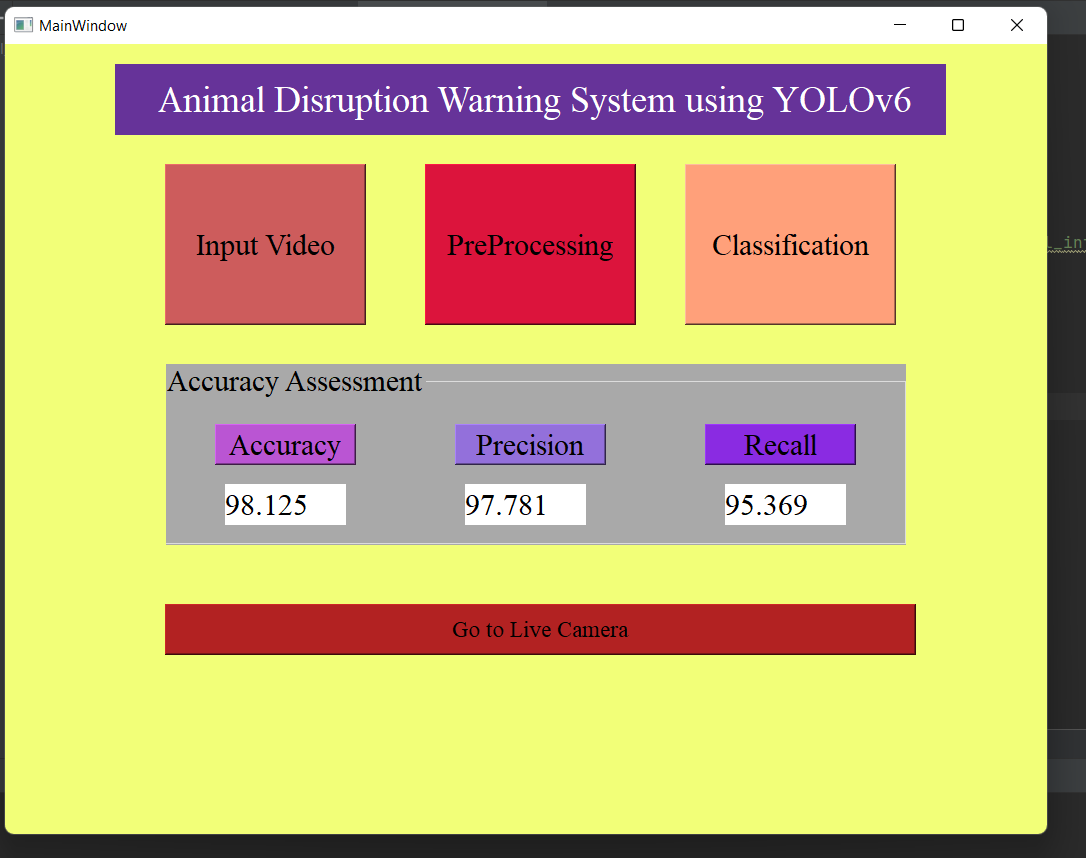 MainWindow
Animal Disruption Warning System using YOLOv6
Input Video
PreProcessing
Classification
Accuracy Assessment
Accuracy
Precision
Recall
98.125
97.781
95.369
Go to Live Camera